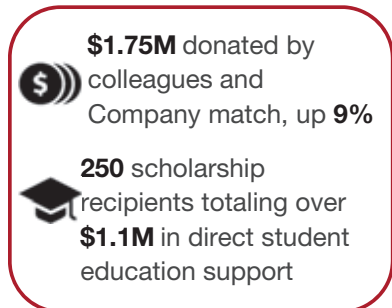 $1.75M donated by
colleagues and
Company match, up 9%
250 scholarship
recipients totaling over
$1.1M in direct student
education support